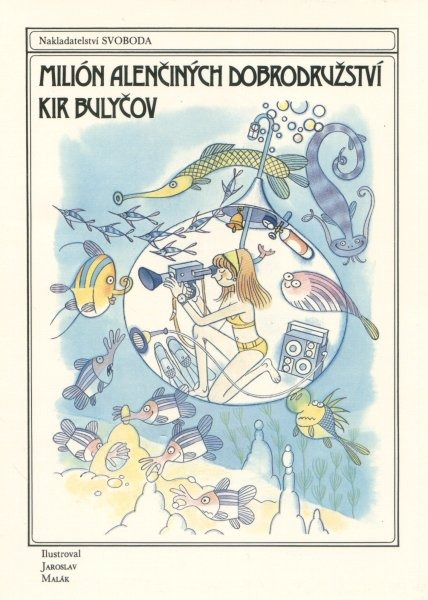 Nakladatelství SVOBODA
MILIÓN ALENČINÝCH DOBRODRUŽSTVÍ
KIR BULYČOV
Ilustroval
JAROSLAV
MALÁK